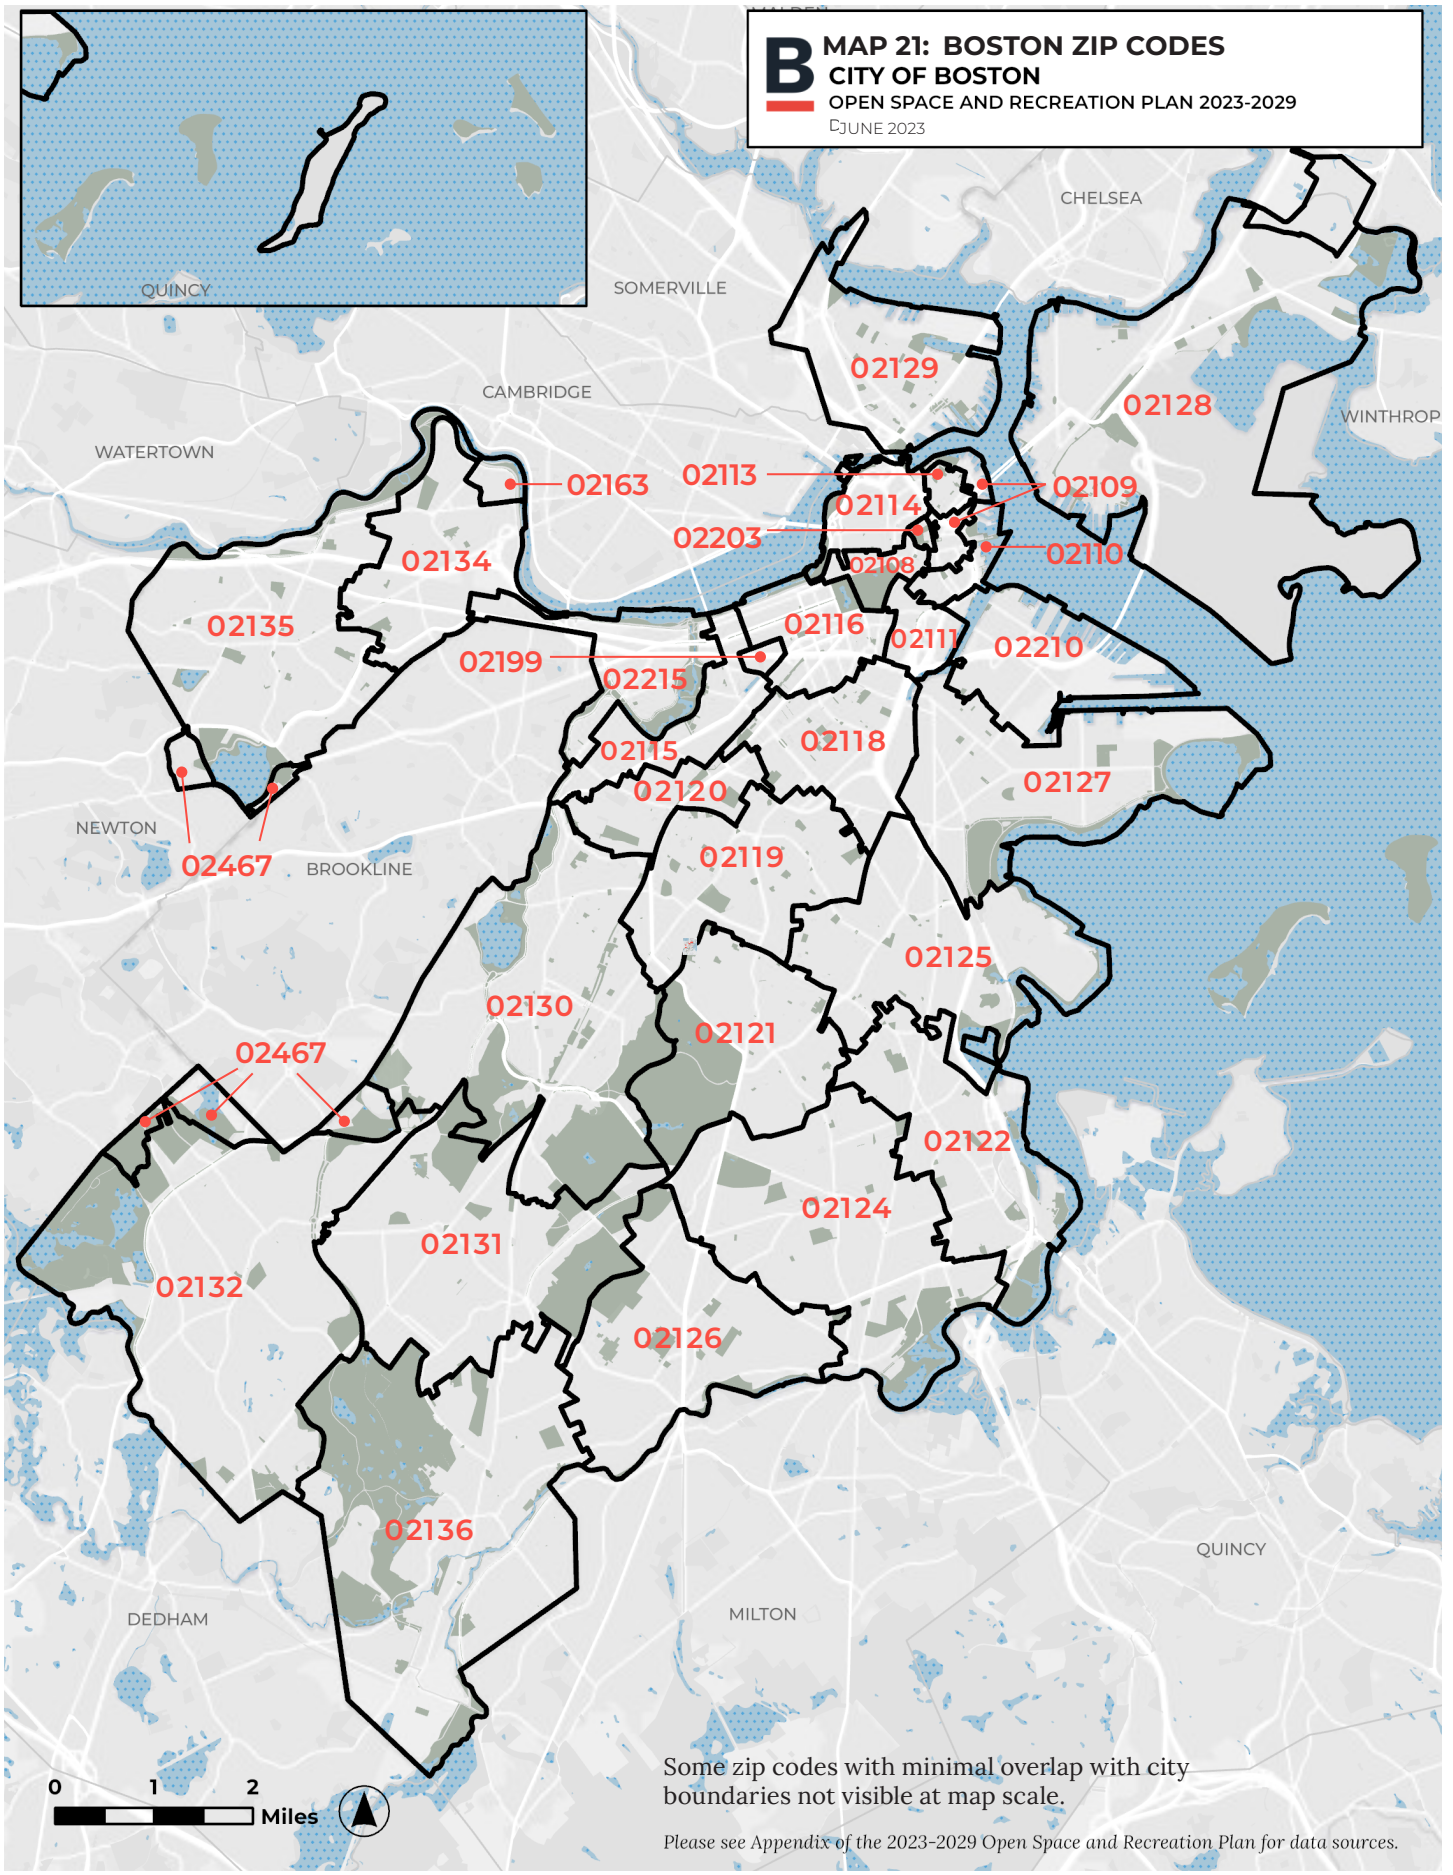 MALDEN
B
MAP 21: BOSTON ZIP CODES
CITY OF BOSTON
OPEN SPACE AND RECREATION PLAN 2023-2029
JUNE 2023
CHELSEA
QUINCY
SOMERVILLE
02129
CAMBRIDGE
02128
WINTHROP
WATERTOWN
02163
02113
02109
02114
02203
02110
02134
02108
02135
02116
02111
02210
02199
02215
02115
02118
02120
02127
NEWTON
02467
BROOKLINE
02119
02125
02130
02121
02467
02122
02124
02131
02132
02126
02136
QUINCY
DEDHAM
MILTON
Some zip codes with minimal overlap with city
boundaries not visible at map scale.
0 1 2
Miles
Please see Appendix of the 2023-2029 Open Space and Recreation Plan for data sources.